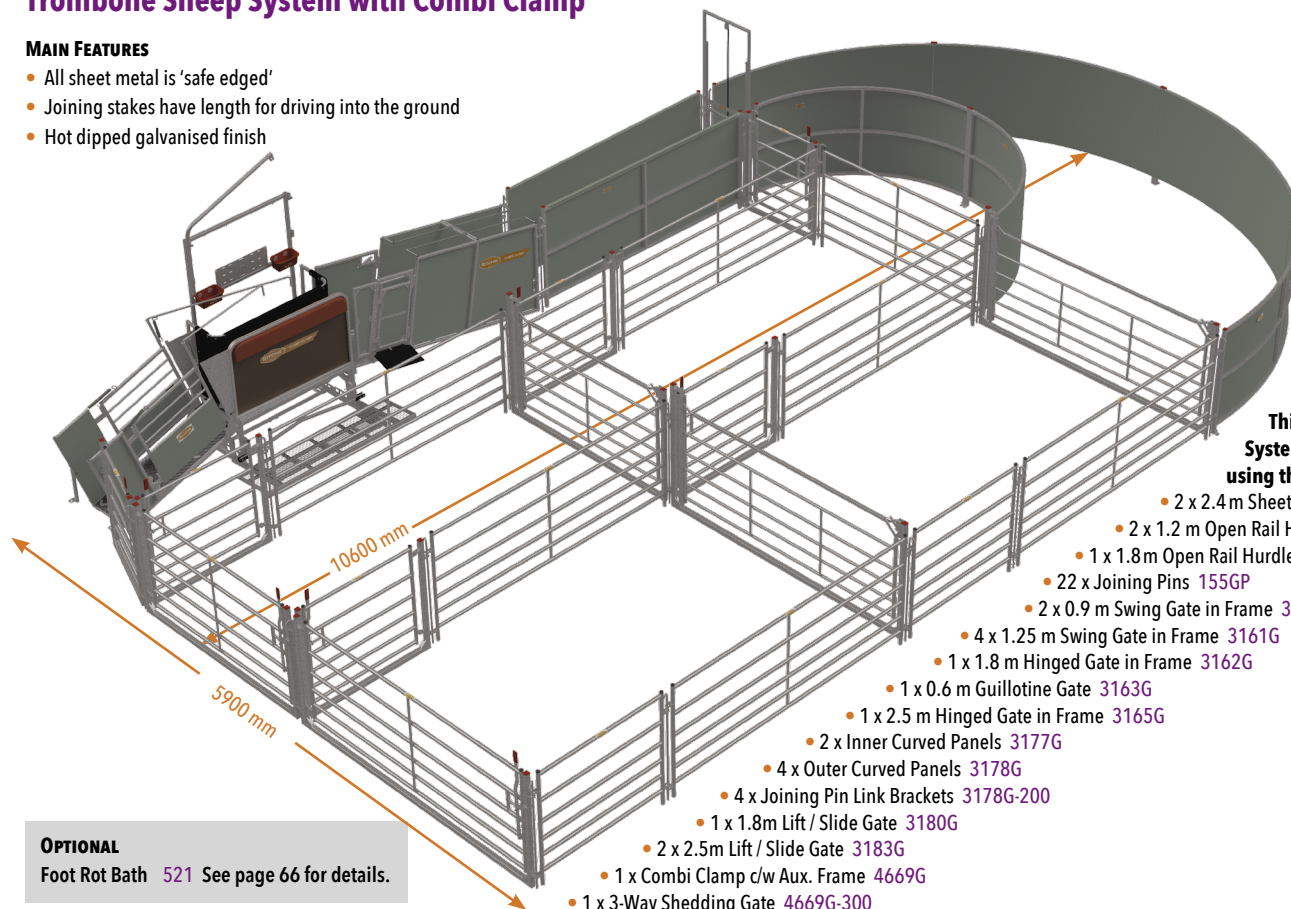 Trombone Sheep System with Combi Clamp
MAIN FEATURES
• All sheet metal is ‘safe edged’
• Joining stakes have length for driving into the ground
• Hot dipped galvanised finish
10600 mm
5900 mm
using th
• 2 x 2.4 m Sheet
• 2 x 1.2 m Open Rail H
• 1 x 1.8 m Open Rail Hurdle
• 22 x Joining Pins 155GP
• 2 x 0.9 m Swing Gate in Frame 3
• 4 x 1.25 m Swing Gate in Frame 3161G
• 1 x 1.8 m Hinged Gate in Frame 3162G
• 1 x 0.6 m Guillotine Gate 3163G
• 1 x 2.5 m Hinged Gate in Frame 3165G
• 2 x Inner Curved Panels 3177G
• 4 x Outer Curved Panels 3178G
• 4 x Joining Pin Link Brackets 3178G-200
• 1 x 1.8m Lift / Slide Gate 3180G
• 2 x 2.5m Lift / Slide Gate 3183G
• 1 x Combi Clamp c/w Aux. Frame 4669G
• 1 x 3-Way Shedding Gate 4669G-300
OPTIONAL
Foot Rot Bath 521 See page 66 for details.